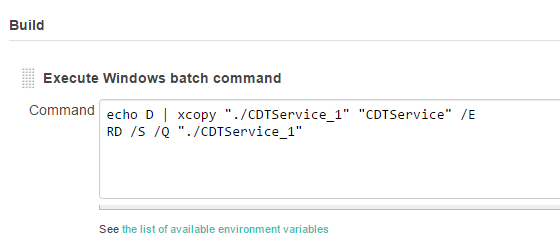 Build
Execute Windows batch command
Command
echo D | xcopy "./CDTService_1" "CDTService" /E
RD /S /Q "./CDTService_1"
See the list of available environment variables